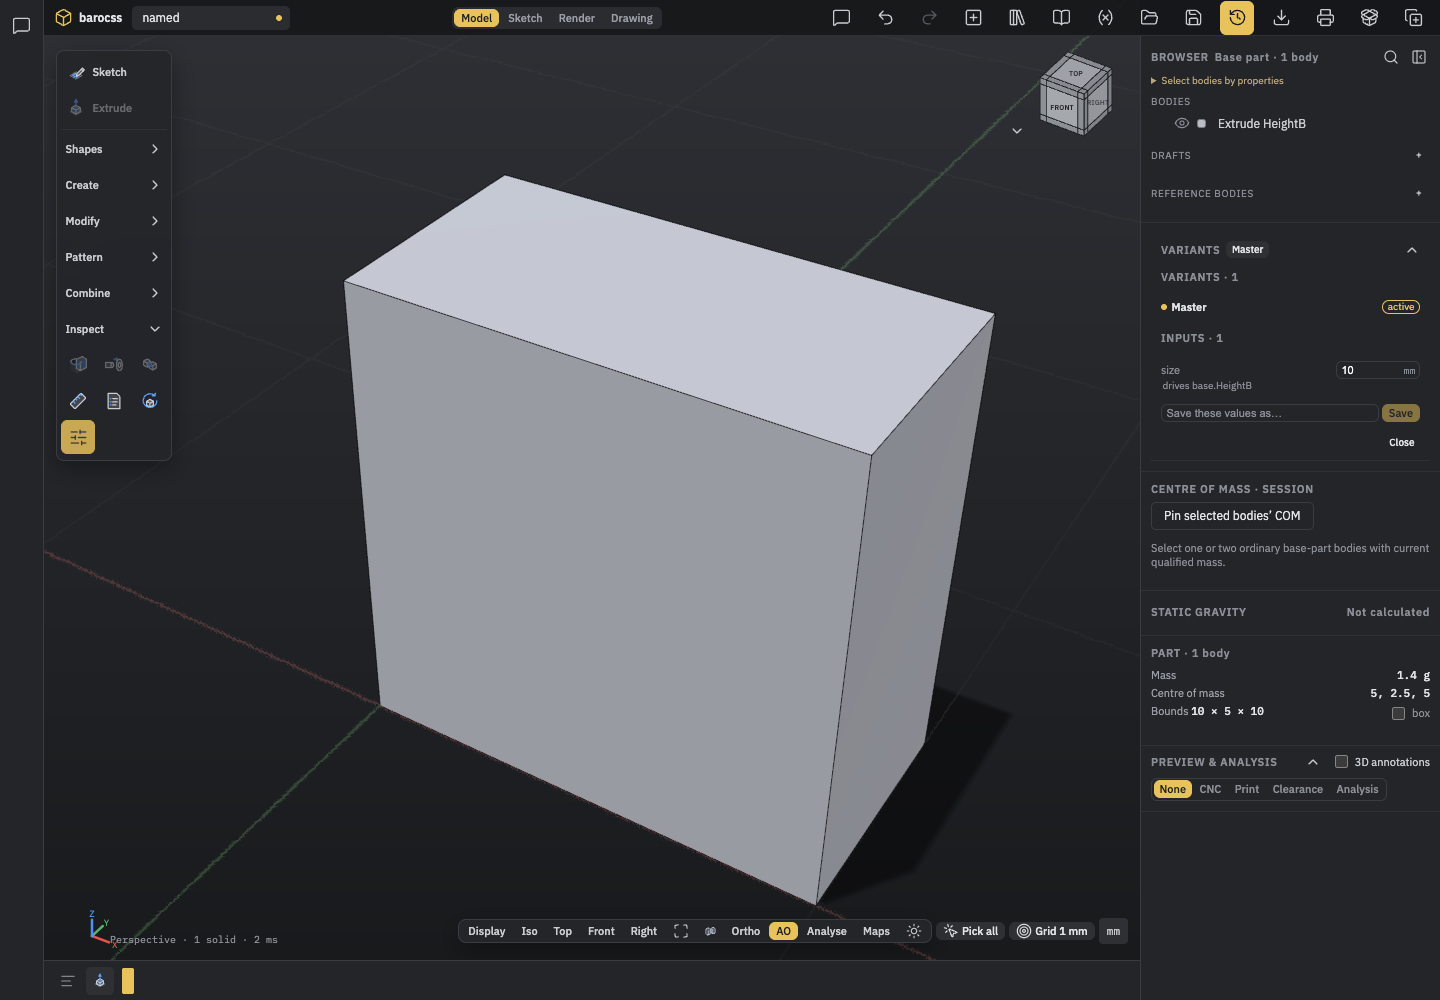 barocss
named
Model Sketch Render Drawing
Sketch
Extrude
Shapes
Create
Modify
Pattern
Combine
Inspect
TOP
FRONT
RIGHT
BROWSER Base part · 1 body
Select bodies by properties
BODIES
Extrude HeightB
DRAFTS +
REFERENCE BODIES +
VARIANTS Master
VARIANTS · 1
Master active
INPUTS · 1
size 10 mm
drives base.HeightB
Save these values as… Save
Close
CENTRE OF MASS · SESSION
Pin selected bodies’ COM
Select one or two ordinary base-part bodies with current
qualified mass.
STATIC GRAVITY Not calculated
PART · 1 body
Mass 1.4 g
Centre of mass 5, 2.5, 5
Bounds 10 × 5 × 10 box
PREVIEW & ANALYSIS 3D annotations
None CNC Print Clearance Analysis
Z
Y
X
Perspective · 1 solid · 2 ms
Display Iso Top Front Right Ortho AO Analyse Maps Pick all Grid 1 mm mm